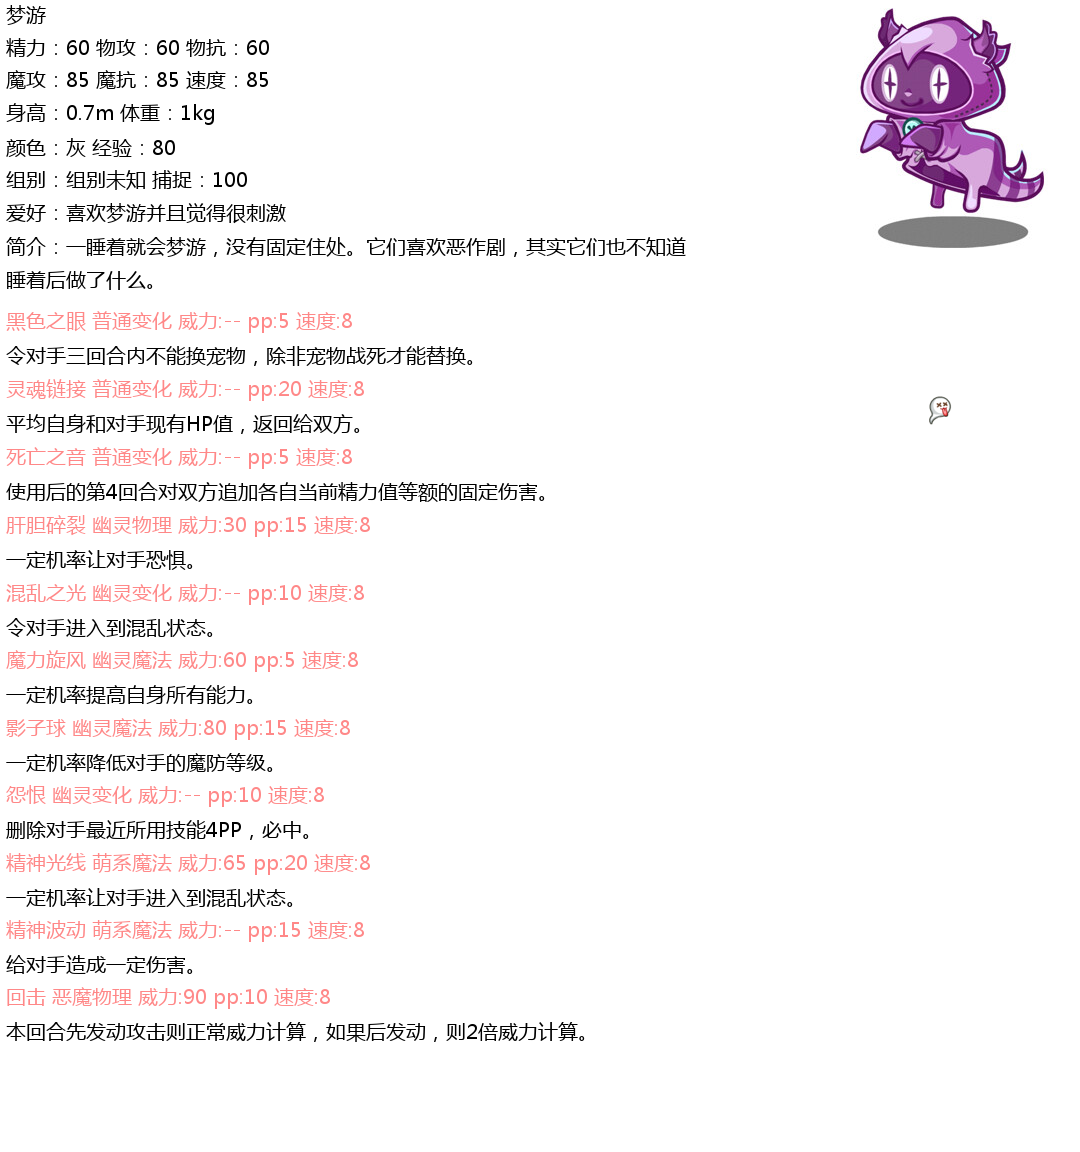 梦游
精力：60 物攻：60 物抗：60
魔攻：85 魔抗：85 速度：85
身高：0.7m 体重：1kg
颜色：灰 经验：80
组别：组别未知 捕捉：100
爱好：喜欢梦游并且觉得很刺激
简介：一睡着就会梦游，没有固定住处。它们喜欢恶作剧，其实它们也不知道
睡着后做了什么。
黑色之眼 普通变化 威力:-- pp:5 速度:8
令对手三回合内不能换宠物，除非宠物战死才能替换。
灵魂链接 普通变化 威力:-- pp:20 速度:8
平均自身和对手现有HP值，返回给双方。
死亡之音 普通变化 威力:-- pp:5 速度:8
使用后的第4回合对双方追加各自当前精力值等额的固定伤害。
肝胆碎裂 幽灵物理 威力:30 pp:15 速度:8
一定机率让对手恐惧。
混乱之光 幽灵变化 威力:-- pp:10 速度:8
令对手进入到混乱状态。
魔力旋风 幽灵魔法 威力:60 pp:5 速度:8
一定机率提高自身所有能力。
影子球 幽灵魔法 威力:80 pp:15 速度:8
一定机率降低对手的魔防等级。
怨恨 幽灵变化 威力:-- pp:10 速度:8
删除对手最近所用技能4PP，必中。
精神光线 萌系魔法 威力:65 pp:20 速度:8
一定机率让对手进入到混乱状态。
精神波动 萌系魔法 威力:-- pp:15 速度:8
给对手造成一定伤害。
回击 恶魔物理 威力:90 pp:10 速度:8
本回合先发动攻击则正常威力计算，如果后发动，则2倍威力计算。